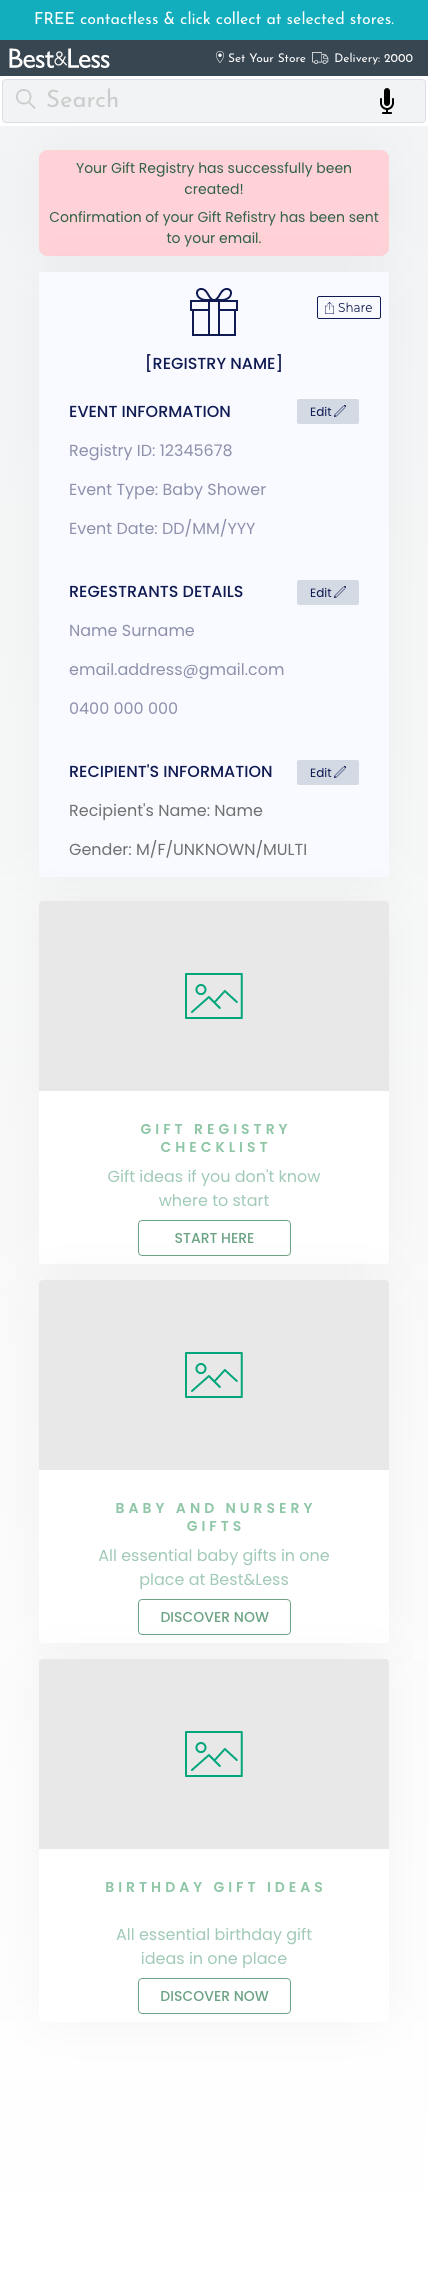 FREE contactless & click collect at selected stores.
Best&Less
Set Your Store
Delivery: 2000
Search
Your Gift Registry has successfully been
created!
Confirmation of your Gift Refistry has been sent
to your email.
Share
[REGISTRY NAME]
EVENT INFORMATION
Edit
Registry ID: 12345678
Event Type: Baby Shower
Event Date: DD/MM/YYY
REGESTRANTS DETAILS
Edit
Name Surname
email.address@gmail.com
0400 000 000
RECIPIENT'S INFORMATION
Edit
Recipient's Name: Name
Gender: M/F/UNKNOWN/MULTI
GIFT REGISTRY
CHECKLIST
Gift ideas if you don't know
where to start
START HERE
BABY AND NURSERY
GIFTS
All essential baby gifts in one
place at Best&Less
DISCOVER NOW
BIRTHDAY GIFT IDEAS
All essential birthday gift
ideas in one place
DISCOVER NOW